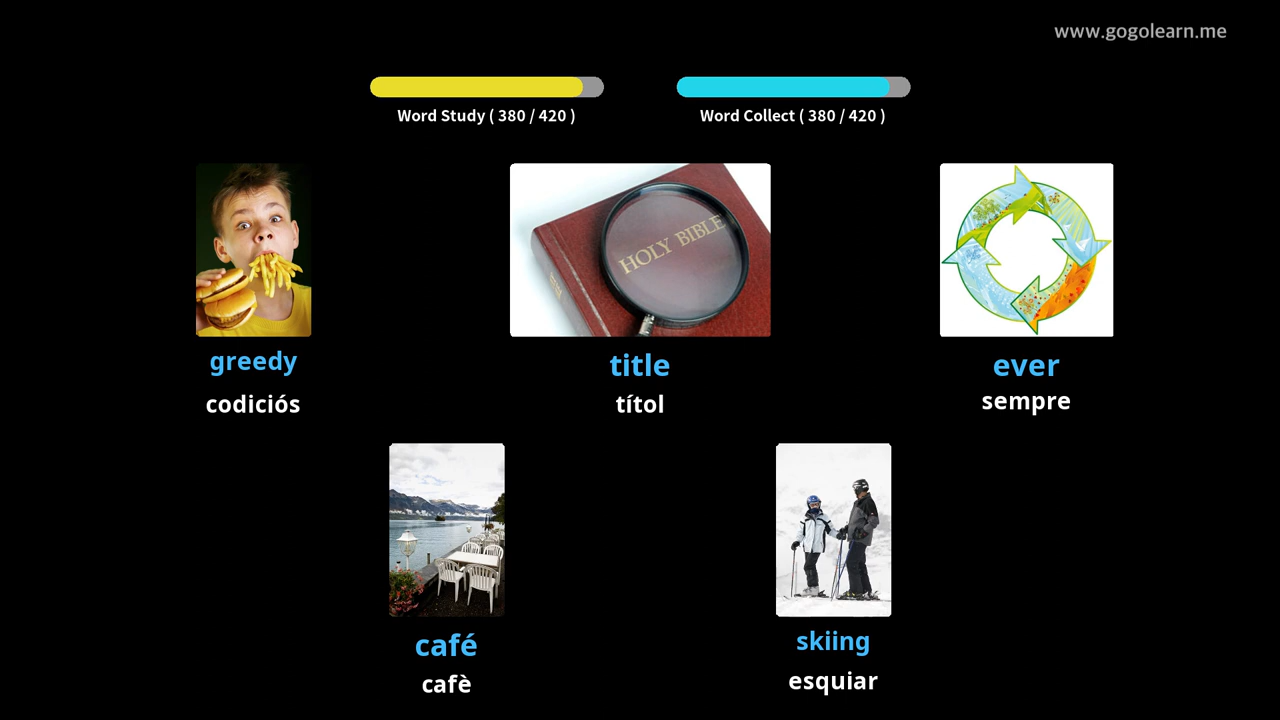 www.gogolearn.me
Word Study ( 380 / 420 )
Word Collect ( 380 / 420 )
HOLY BIBLE
greedy
title
ever
codiciós
títol
sempre
café
skiing
cafè
esquiar